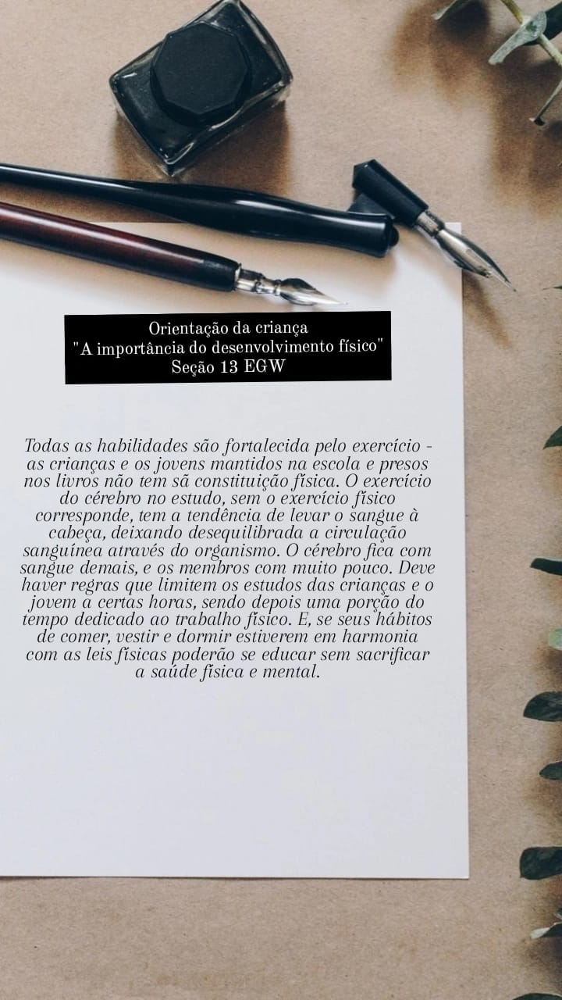 Orientação da criança
"A importância do desenvolvimento físico"
Seção 13 EGW
Todas as habilidades são fortalecida pelo exercício -
as crianças e os jovens mantidos na escola e presos
nos livros não tem sã constituição física. O exercício
do cérebro no estudo, sem o exercício físico
corresponde, tem a tendência de levar o sangue à
cabeça, deixando desequilibrada a circulação
sanguínea através do organismo. O cérebro fica com
sangue demais, e os membros com muito pouco. Deve
haver regras que limitem os estudos das crianças e o
jovem a certas horas, sendo depois uma porção do
tempo dedicado ao trabalho físico. E, se seus hábitos
de comer, vestir e dormir estiverem em harmonia
com as leis físicas poderão se educar sem sacrificar
a saúde física e mental.